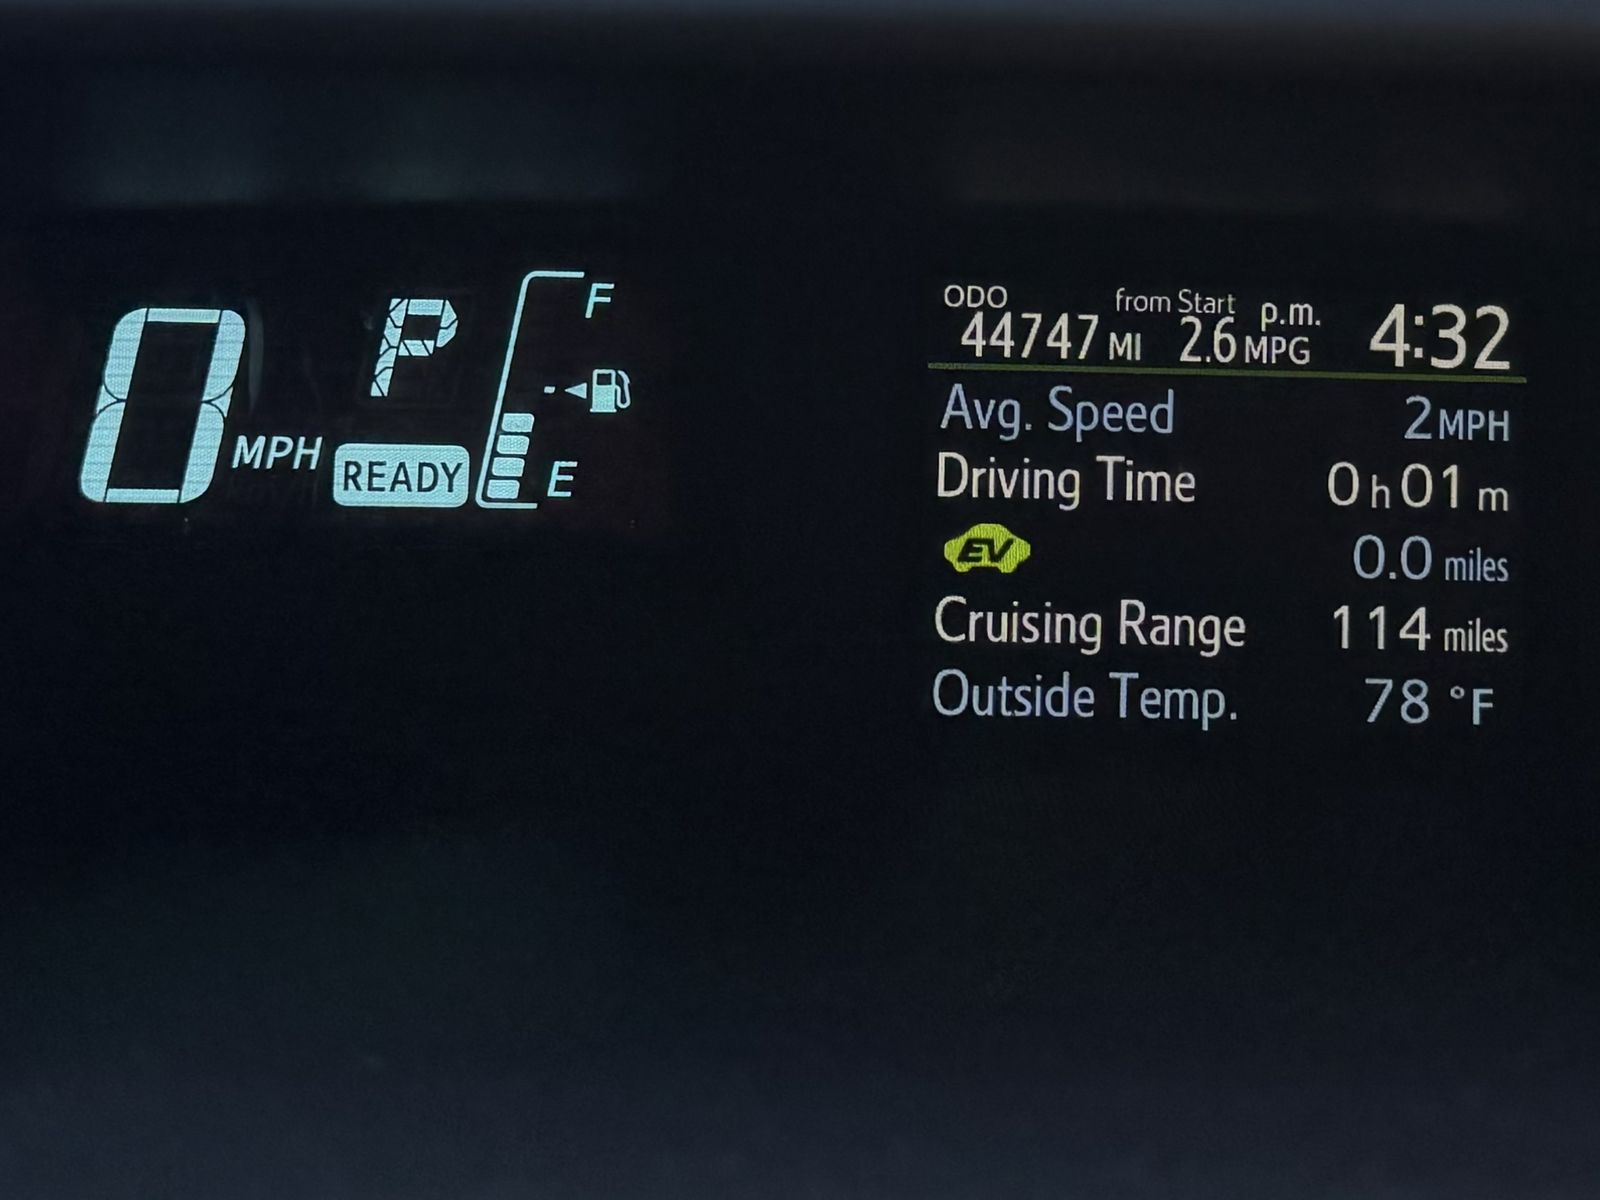 0 MPH
P
READY
F
E
ODO from Start p.m.
44747 MI 2.6 MPG 4:32
Avg. Speed 2 MPH
Driving Time 0 h 01 m
EV 0.0 miles
Cruising Range 114 miles
Outside Temp. 78 °F